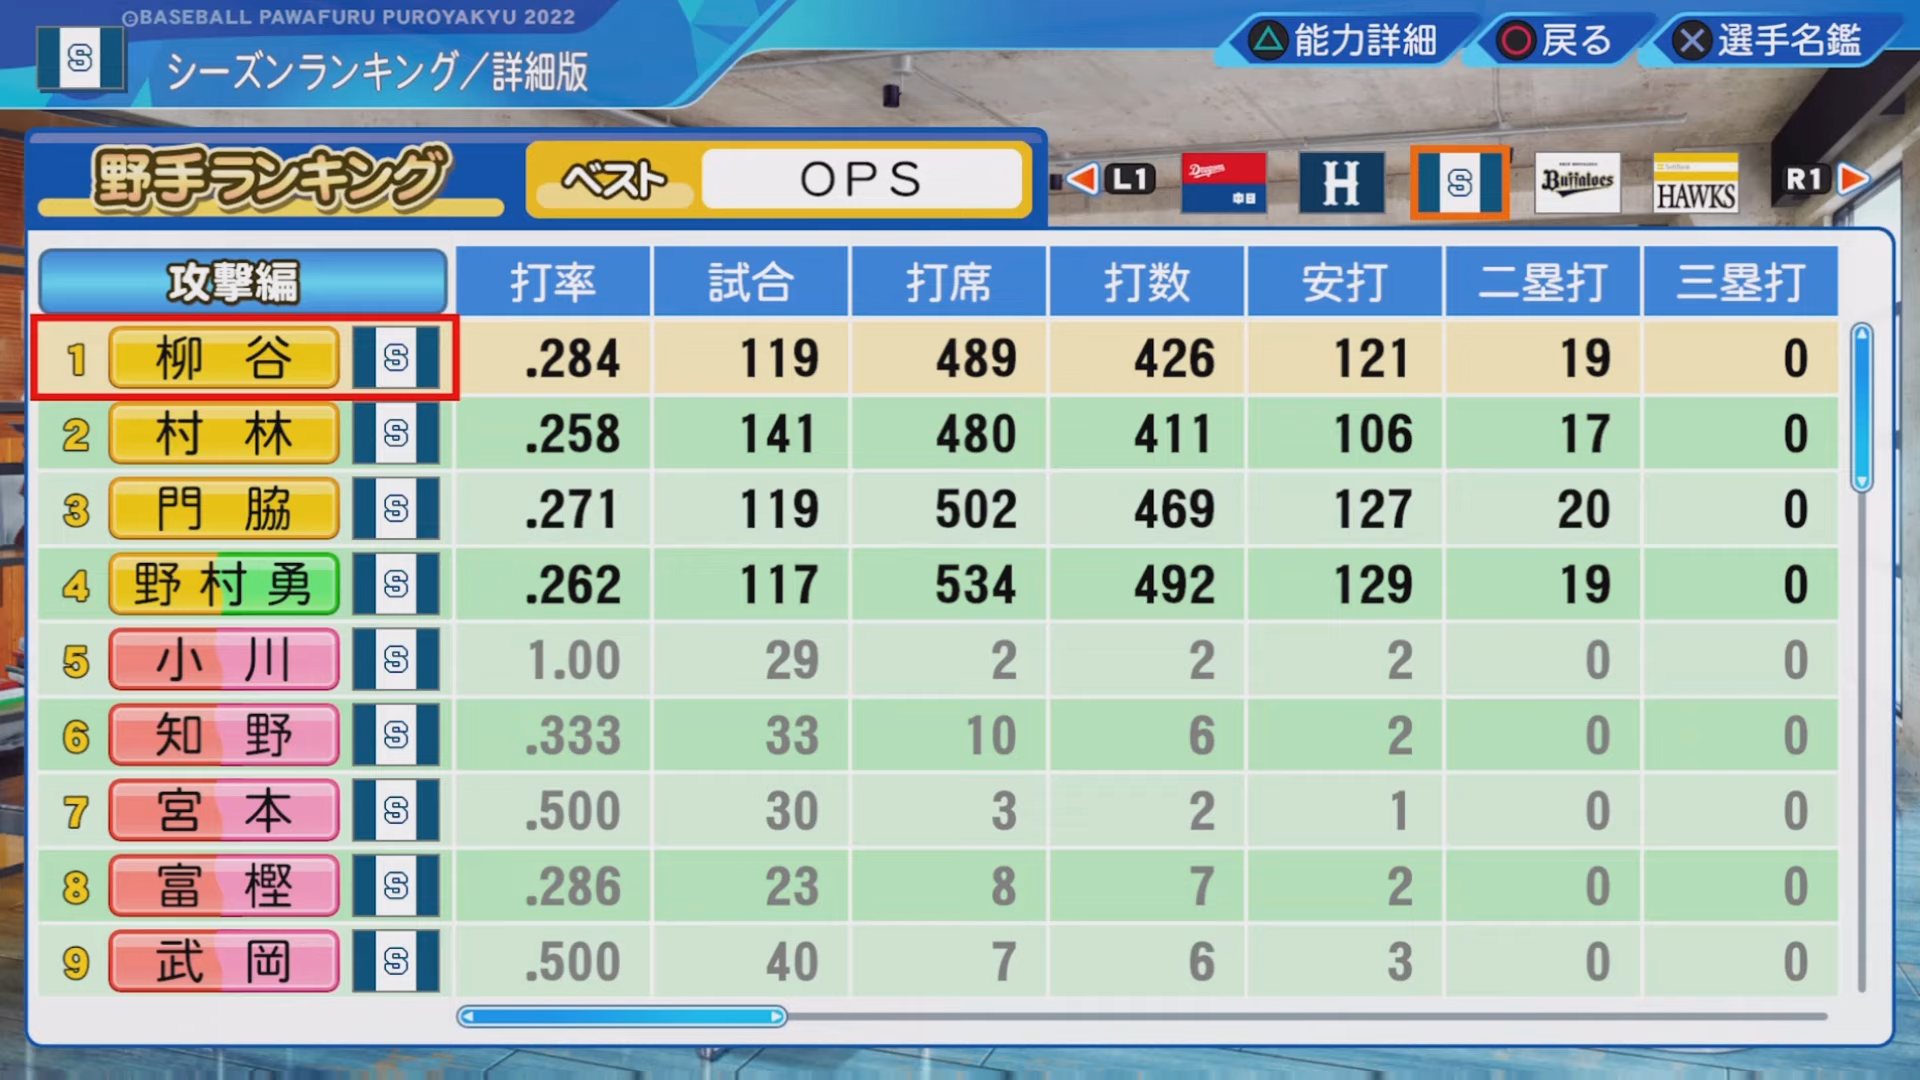 ©BASEBALL PAWAFURU PUROYAKYU 2022
S シーズンランキング/詳細版
能力詳細 戻る 選手名鑑
野手ランキング ベスト OPS
L1 Dragons 中日 H S Buffaloes SoftBank HAWKS R1
攻撃編 打率 試合 打席 打数 安打 二塁打 三塁打
1 柳谷 S .284 119 489 426 121 19 0
2 村林 S .258 141 480 411 106 17 0
3 門脇 S .271 119 502 469 127 20 0
4 野村勇 S .262 117 534 492 129 19 0
5 小川 S 1.00 29 2 2 2 0 0
6 知野 S .333 33 10 6 2 0 0
7 宮本 S .500 30 3 2 1 0 0
8 富樫 S .286 23 8 7 2 0 0
9 武岡 S .500 40 7 6 3 0 0